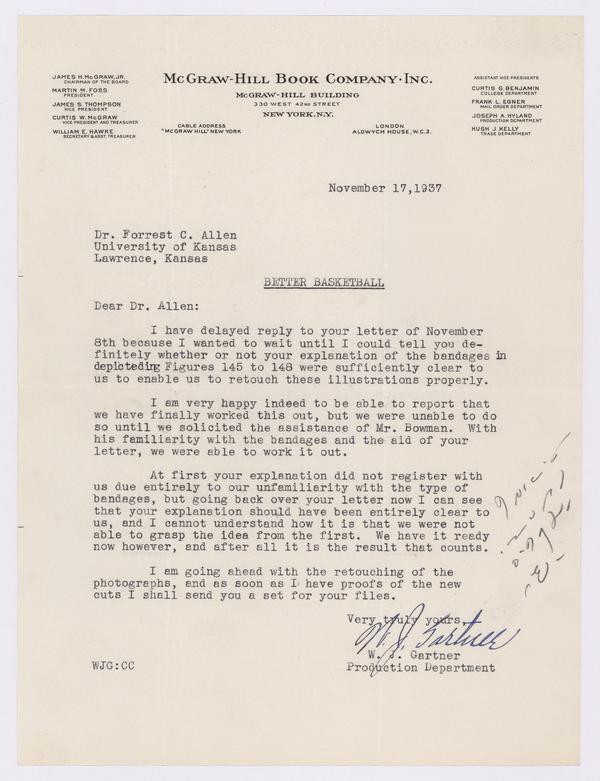 JAMES H. McGRAW, JR.
CHAIRMAN OF THE BOARD
MARTIN M. FOSS
PRESIDENT
JAMES S. THOMPSON
VICE PRESIDENT
CURTIS W. McGRAW
VICE PRESIDENT AND TREASURER
WILLIAM E. HAWKE
SECRETARY & ASST. TREASURER
McGRAW-HILL BOOK COMPANY·INC.
McGRAW-HILL BUILDING
330 WEST 42ND STREET
NEW YORK, N.Y.
CABLE ADDRESS
"McGRAW HILL" NEW YORK
LONDON
ALDWYCH HOUSE, W.C.2.
ASSISTANT VICE PRESIDENTS
CURTIS G. BENJAMIN
COLLEGE DEPARTMENT
FRANK L. EGNER
MAIL ORDER DEPARTMENT
JOSEPH A. HYLAND
PRODUCTION DEPARTMENT
HUGH J. KELLY
TRADE DEPARTMENT
November 17,1937
Dr. Forrest C. Allen
University of Kansas
Lawrence, Kansas
BETTER BASKETBALL
Dear Dr. Allen:
I have delayed reply to your letter of November
8th because I wanted to wait until I could tell you de-
finitely whether or not your explanation of the bandages in
depicteding Figures 145 to 148 were sufficiently clear to
us to enable us to retouch these illustrations properly.
I am very happy indeed to be able to report that
we have finally worked this out, but we were unable to do
so until we solicited the assistance of Mr. Bowman. With
his familiarity with the bandages and the aid of your
letter, we were able to work it out.
At first your explanation did not register with
us due entirely to our unfamiliarity with the type of
bandages, but going back over your letter now I can see
that your explanation should have been entirely clear to
us, and I cannot understand how it is that we were not
able to grasp the idea from the first. We have it ready
now however, and after all it is the result that counts.
I am going ahead with the retouching of the
photographs, and as soon as I have proofs of the new
cuts I shall send you a set for your files.
Very truly yours,
W. J. Gartner
W. J. Gartner
Production Department
WJG:CC